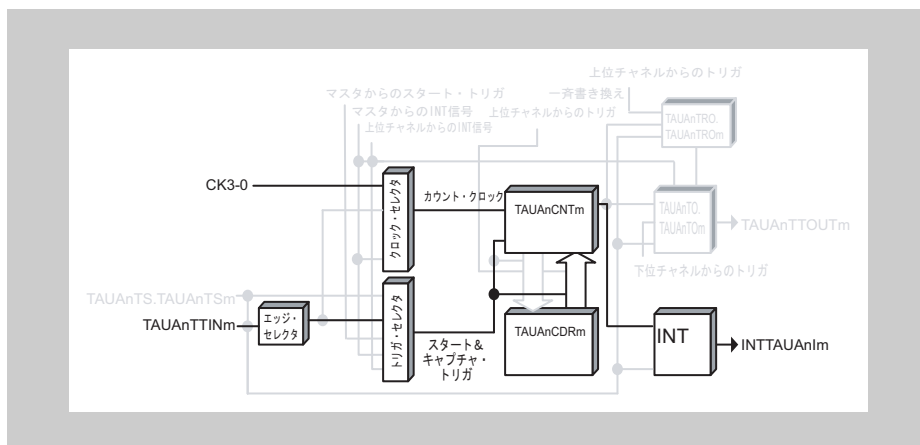 上位チャネルからのトリガ
マスタからのスタート・トリガ
一斉書き換え
マスタからのINT信号
上位チャネルからのトリガ
上位チャネルからのINT信号
TAUAnTRO.
TAUAnTROm
CK3-0
クロック・セレクタ
カウント・クロック
TAUAnCNTm
TAUAnTO.
TAUAnTOm
TAUAnTTOUTm
下位チャネルからのトリガ
TAUAnTS.TAUAnTSm
TAUAnTTINm
エッジ・
セレクタ
トリガ・セレクタ
スタート&
キャプチャ・
トリガ
TAUAnCDRm
INT
INTTAUAnIm